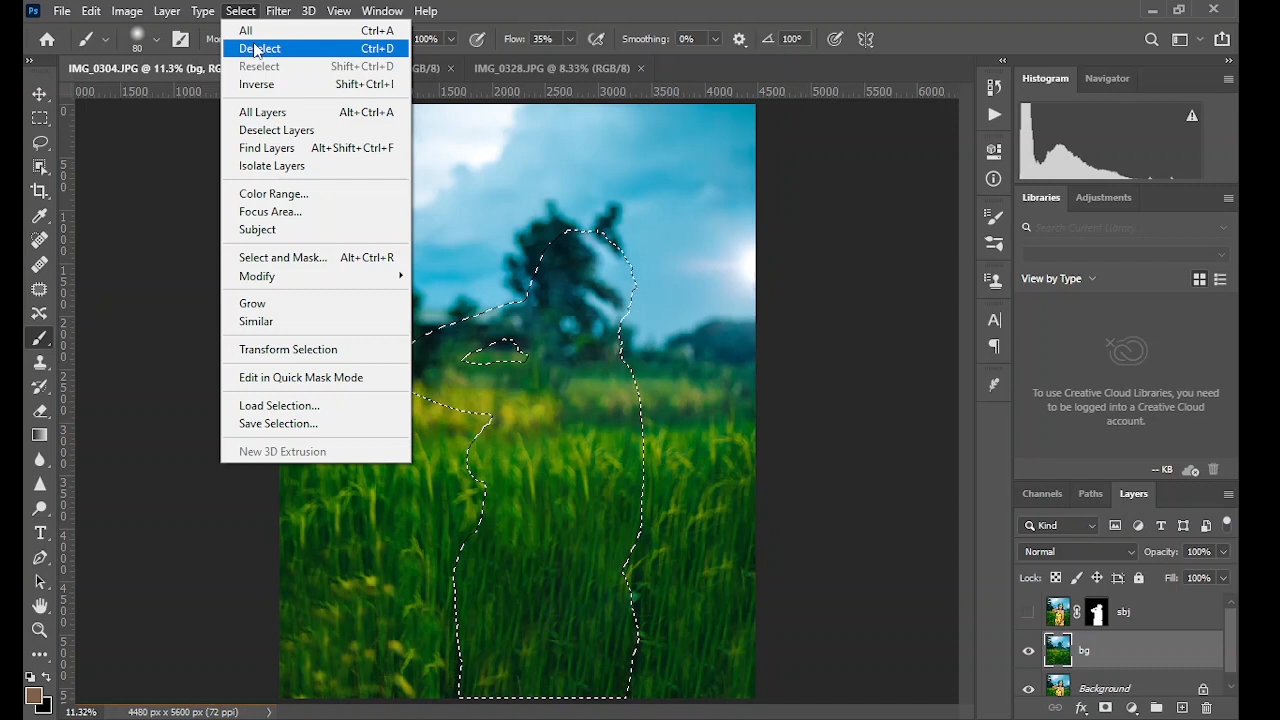 Ps File Edit Image Layer Type Select Filter 3D View Window Help
80 Mo 100% Flow: 35% Smoothing: 0% 100°
IMG_0304.JPG @ 11.3% (bg, RG GB/8) × IMG_0328.JPG @ 8.33% (RGB/8) ×
000 1000 1500 2000 2500 3000 3500 4000 4500 5000 5500 6000
All Ctrl+A
Deselect Ctrl+D
Reselect Shift+Ctrl+D
Inverse Shift+Ctrl+I
All Layers Alt+Ctrl+A
Deselect Layers
Find Layers Alt+Shift+Ctrl+F
Isolate Layers
Color Range...
Focus Area...
Subject
Select and Mask... Alt+Ctrl+R
Modify
Grow
Similar
Transform Selection
Edit in Quick Mask Mode
Load Selection...
Save Selection...
New 3D Extrusion
Histogram Navigator
Libraries Adjustments
Search Current Library
View by Type
To use Creative Cloud Libraries, you
need to be logged into a Creative Cloud
account.
-- KB
Channels Paths Layers
Kind
Normal Opacity: 100%
Lock: Fill: 100%
sbj
bg
Background
11.32% 4480 px x 5600 px (72 ppi)